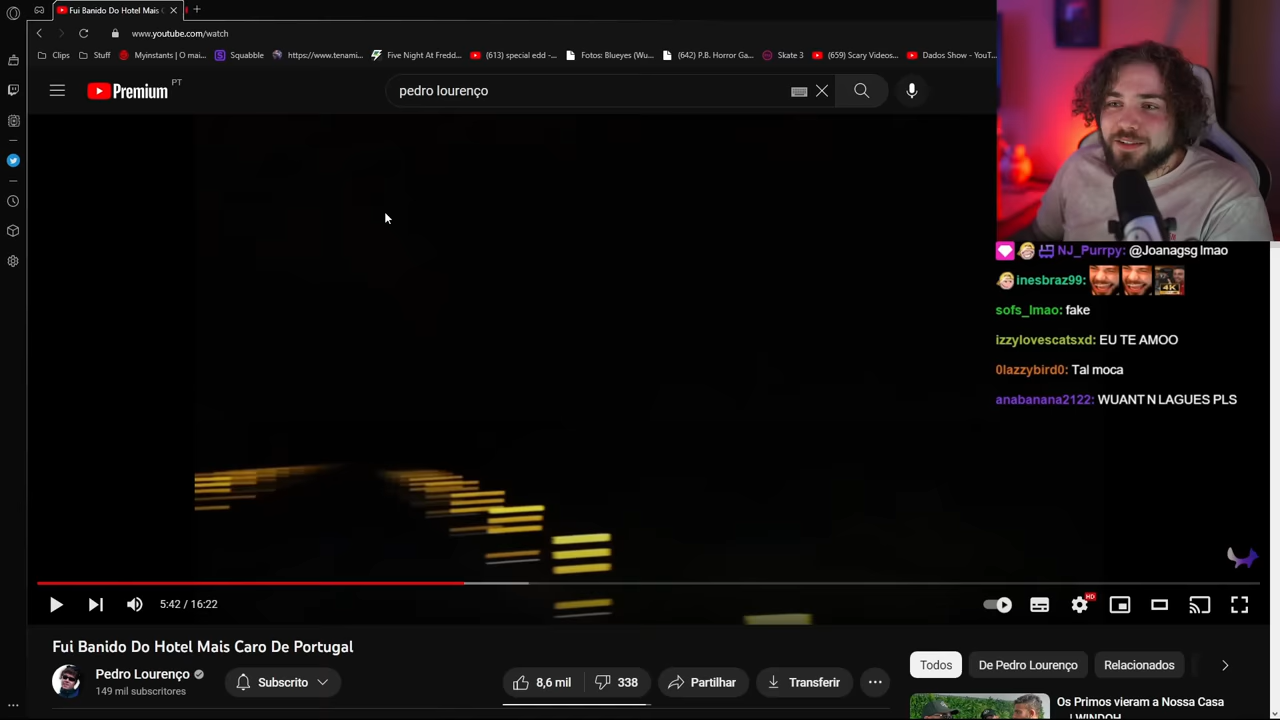 Fui Banido Do Hotel Mais C
www.youtube.com/watch
Clips
Stuff
Myinstants | O mai...
Squabble
https://www.tenami...
Five Night At Fredd...
(613) special edd -...
Fotos: Blueyes (Wu...
(642) P.B. Horror Ga...
Skate 3
(659) Scary Videos...
Dados Show - YouT...
Premium PT
pedro lourenço
NJ_Purrpy: @Joanagsg lmao
inesbraz99:
4K
sofs_lmao: fake
izzylovescatsxd: EU TE AMOO
0lazzybird0: Tal moca
anabanana2122: WUANT N LAGUES PLS
5:42 / 16:22
HD
Fui Banido Do Hotel Mais Caro De Portugal
Pedro Lourenço
149 mil subscritores
Subscrito
8,6 mil
338
Partilhar
Transferir
Todos
De Pedro Lourenço
Relacionados
Os Primos vieram a Nossa Casa
| WINDOH